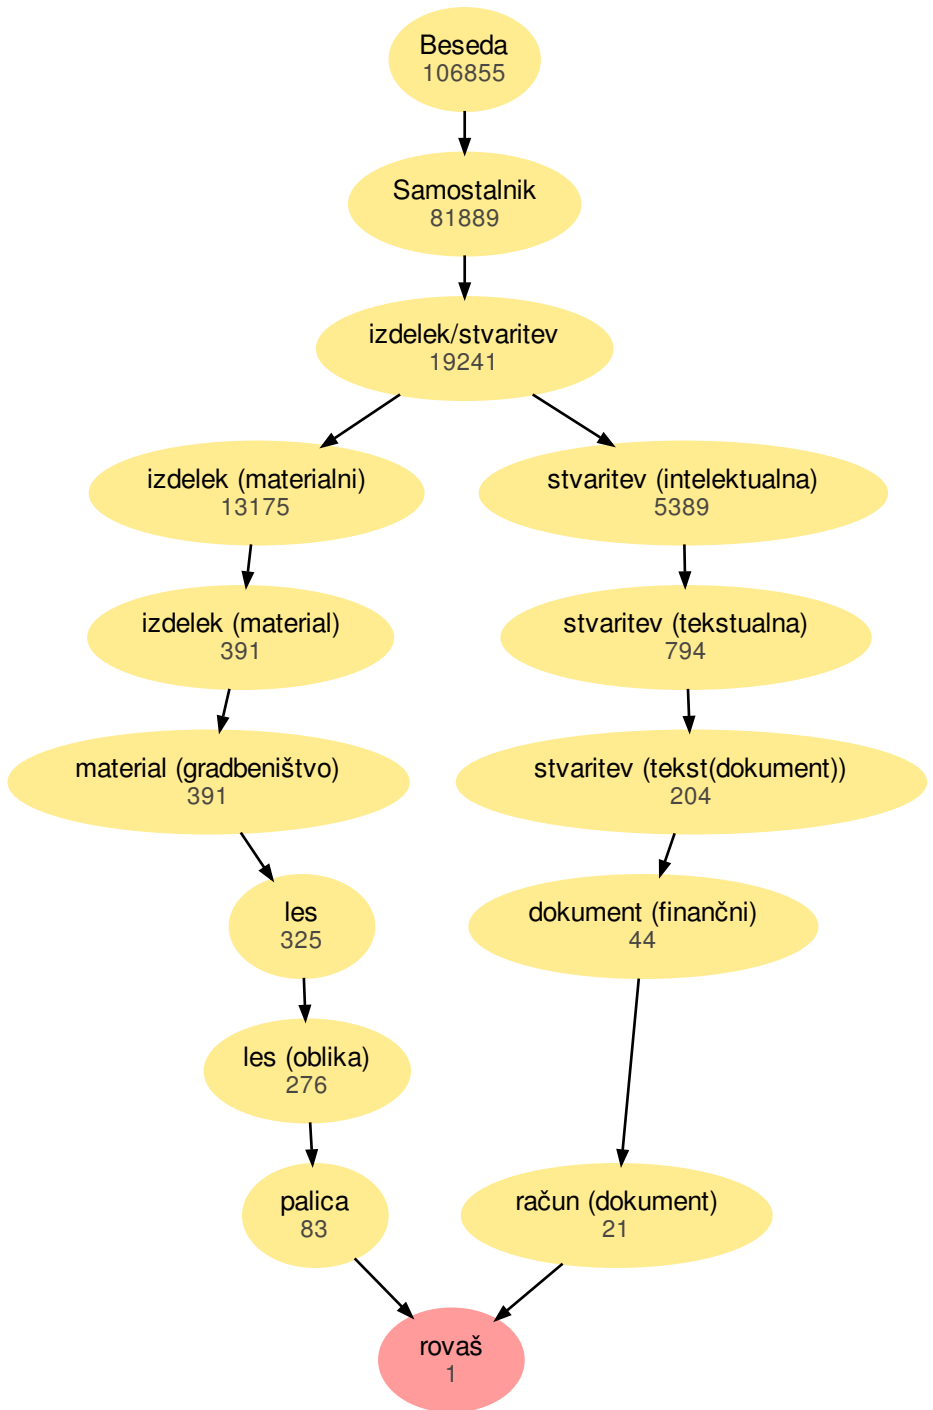 Beseda
106855
Samostalnik
81889
izdelek/stvaritev
19241
izdelek (materialni)
13175
stvaritev (intelektualna)
5389
izdelek (material)
391
stvaritev (tekstualna)
794
material (gradbeništvo)
391
stvaritev (tekst(dokument))
204
les
325
dokument (finančni)
44
les (oblika)
276
palica
83
račun (dokument)
21
rovaš
1